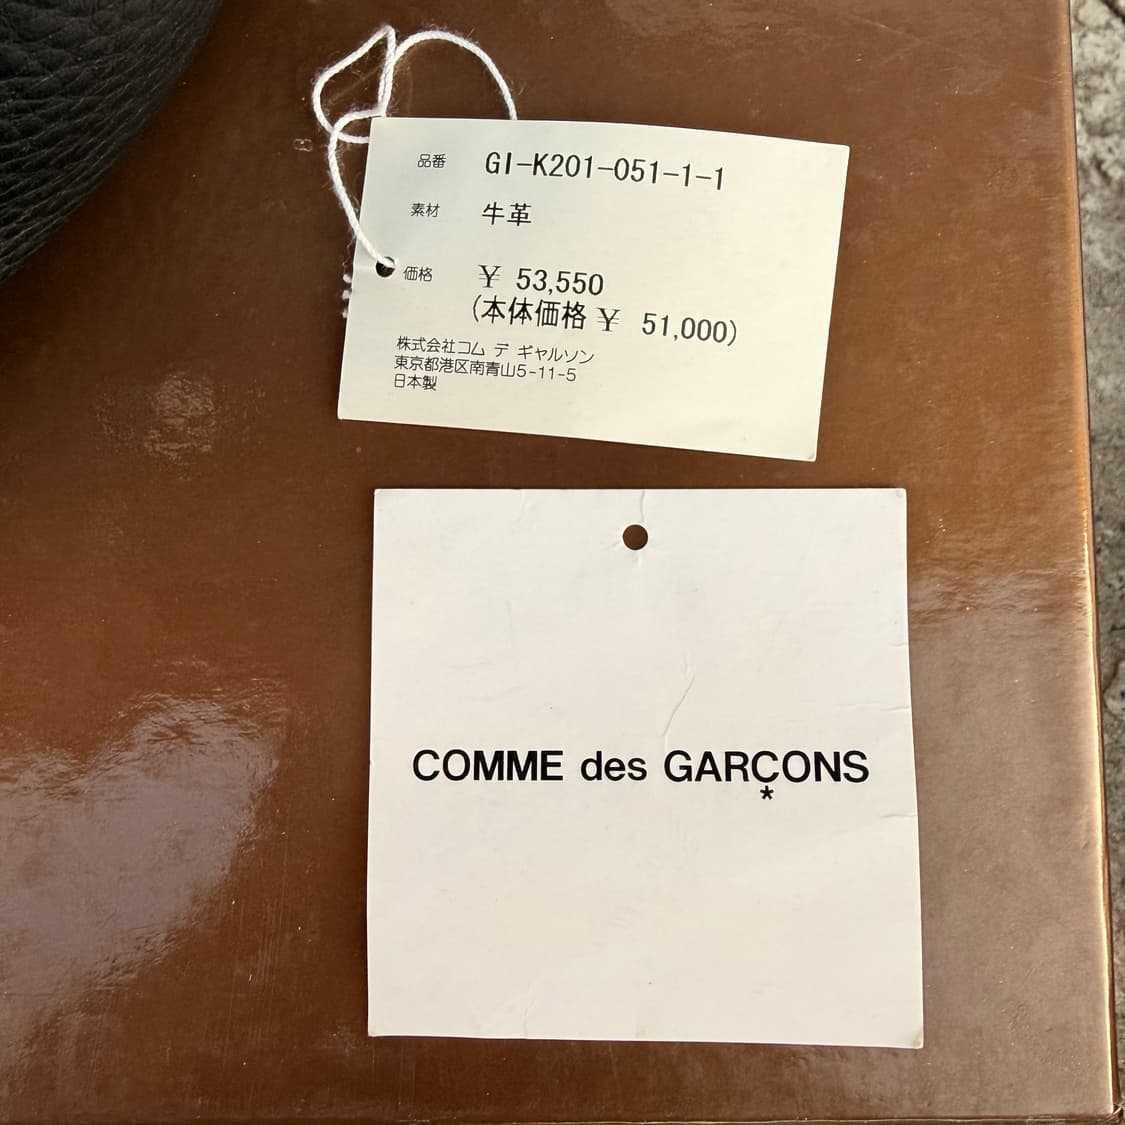 品番 GI-K201-051-1-1
素材 牛革
価格 ￥ 53,550
(本体価格 ￥ 51,000)
株式会社コム デ ギャルソン
東京都港区南青山5-11-5
日本製
COMME des GARÇONS
*